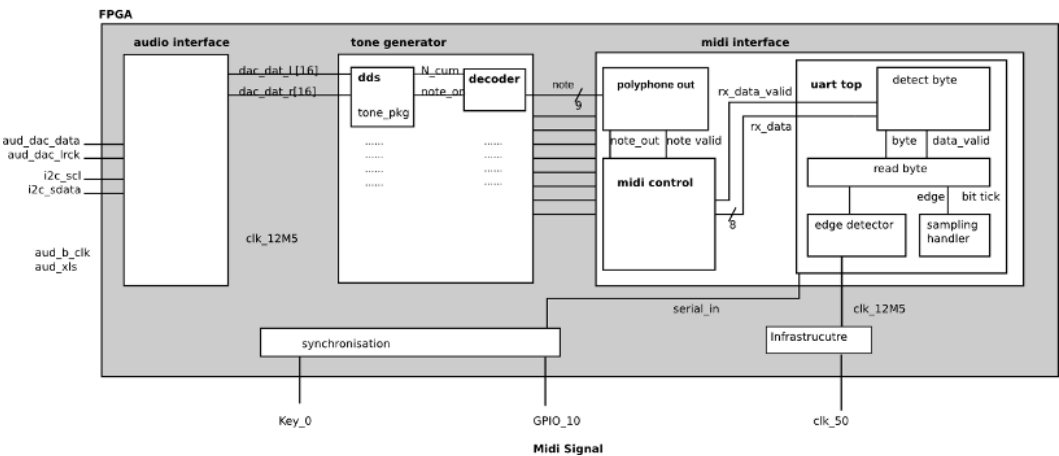 FPGA
audio interface
tone generator
midi interface
dac_dat_l [16]
dac_dat_r[16]
dds
tone_pkg
N_cum
note_on
decoder
......
......
......
......
......
......
note
9
polyphone out
note_out
note valid
midi control
rx_data_valid
rx_data
8
uart top
detect byte
byte
data_valid
read byte
edge
bit tick
edge detector
sampling
handler
aud_dac_data
aud_dac_lrck
i2c_scl
i2c_sdata
aud_b_clk
aud_xls
clk_12M5
serial_in
clk_12M5
synchronisation
Infrastrucutre
Key_0
GPIO_10
clk_50
Midi Signal